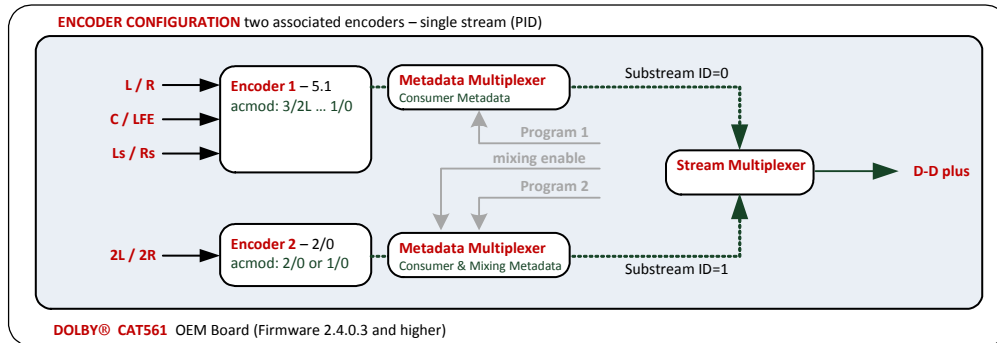 ENCODER CONFIGURATION two associated encoders – single stream (PID)
L / R
C / LFE
Ls / Rs
Encoder 1 – 5.1
acmod: 3/2L ... 1/0
Metadata Multiplexer
Consumer Metadata
Substream ID=0
Program 1
mixing enable
Program 2
Stream Multiplexer
D-D plus
2L / 2R
Encoder 2 – 2/0
acmod: 2/0 or 1/0
Metadata Multiplexer
Consumer & Mixing Metadata
Substream ID=1
DOLBY® CAT561 OEM Board (Firmware 2.4.0.3 and higher)